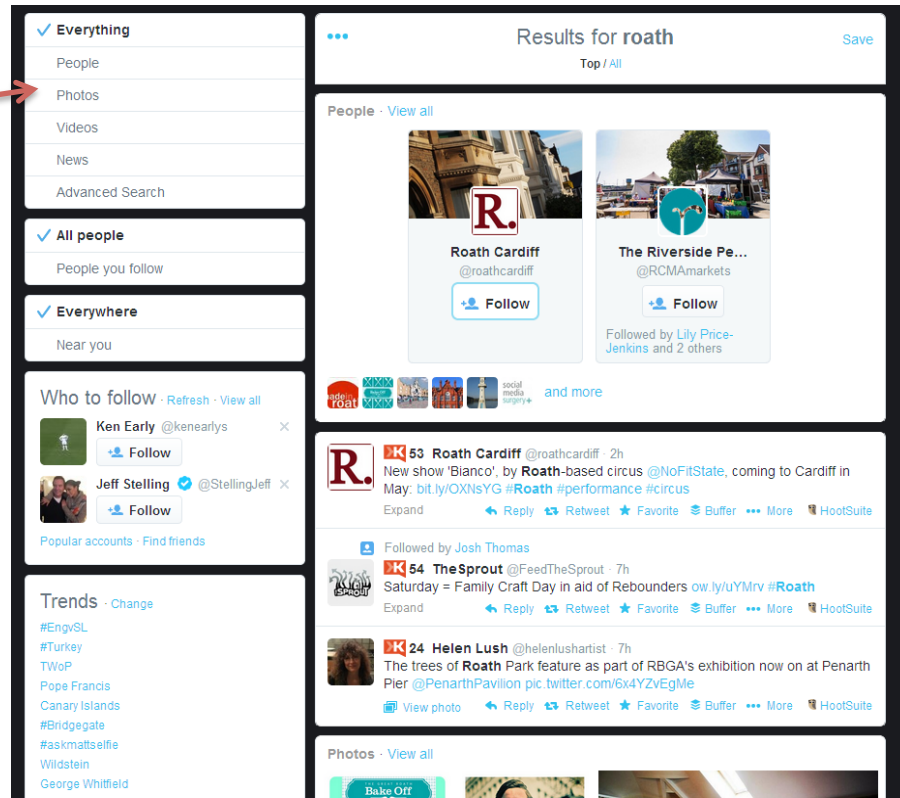 Everything
People
Photos
Videos
News
Advanced Search
All people
People you follow
Everywhere
Near you
Who to follow · Refresh · View all
Ken Early @kenearlys
Follow
Jeff Stelling @StellingJeff
Follow
Popular accounts · Find friends
Trends · Change
#EngvSL
#Turkey
TWoP
Pope Francis
Canary Islands
#Bridgegate
#askmattselfie
Wildstein
George Whitfield
Results for roath
Save
Top / All
People · View all
R.
Roath Cardiff
@roathcardiff
Follow
The Riverside Pe...
@RCMAmarkets
Follow
Followed by Lily Price-
Jenkins and 2 others
madein
roat
social
media
surgery+
and more
R.
53 Roath Cardiff @roathcardiff · 2h
New show 'Bianco', by Roath-based circus @NoFitState, coming to Cardiff in
May: bit.ly/OXNsYG #Roath #performance #circus
Expand Reply Retweet Favorite Buffer More HootSuite
Followed by Josh Thomas
SPROUT
54 TheSprout @FeedTheSprout · 7h
Saturday = Family Craft Day in aid of Rebounders ow.ly/uYMrv #Roath
Expand Reply Retweet Favorite Buffer More HootSuite
24 Helen Lush @helenlushartist · 7h
The trees of Roath Park feature as part of RBGA's exhibition now on at Penarth
Pier @PenarthPavilion pic.twitter.com/6x4YZvEgMe
View photo Reply Retweet Favorite Buffer More HootSuite
Photos · View all
Bake Off